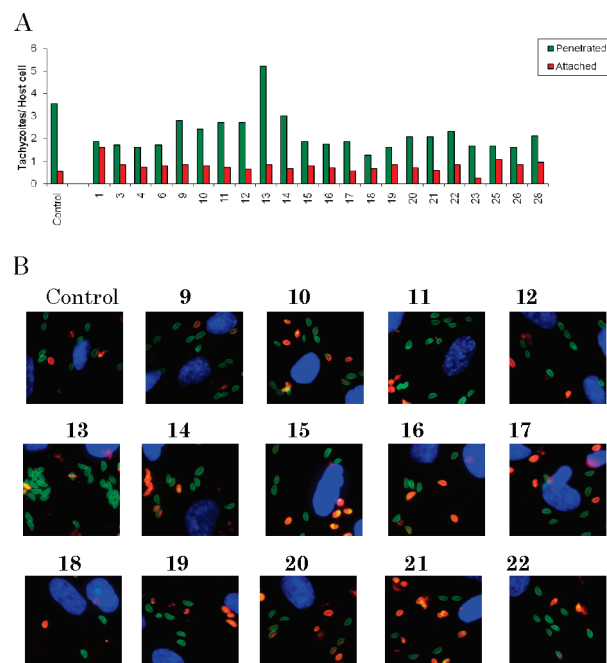 A
Penetrated
Attached
Tachyzoites/ Host cell
6
5
4
3
2
1
0
Control 1 3 4 6 9 10 11 12 13 14 15 16 17 18 19 20 21 22 23 25 26 28
B
Control 9 10 11 12
13 14 15 16 17
18 19 20 21 22